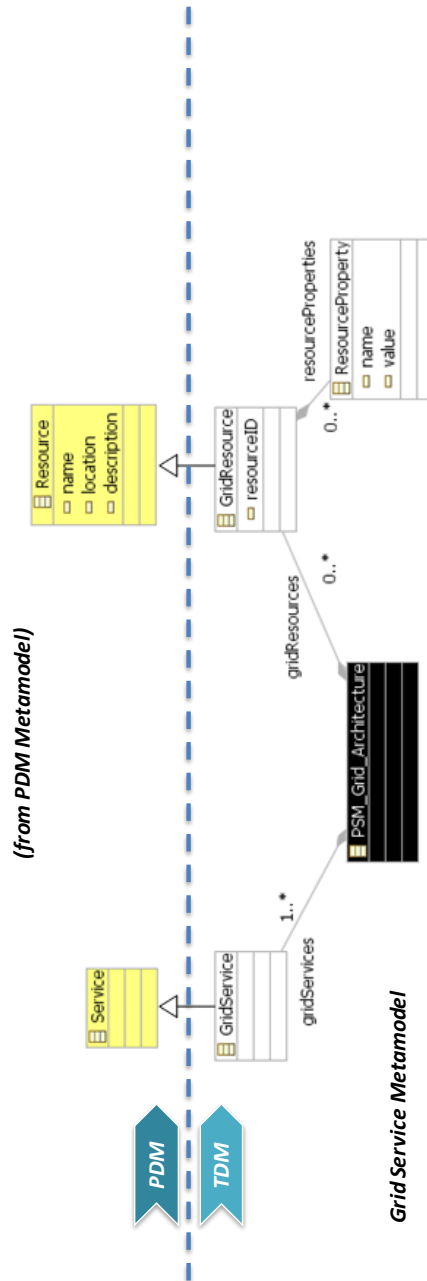 (from PDM Metamodel)
Service
Resource
name
location
description
PDM
TDM
GridService
GridResource
resourceID
gridServices
1..*
gridResources
0..*
resourceProperties
0..*
PSM_Grid_Architecture
ResourceProperty
name
value
Grid Service Metamodel